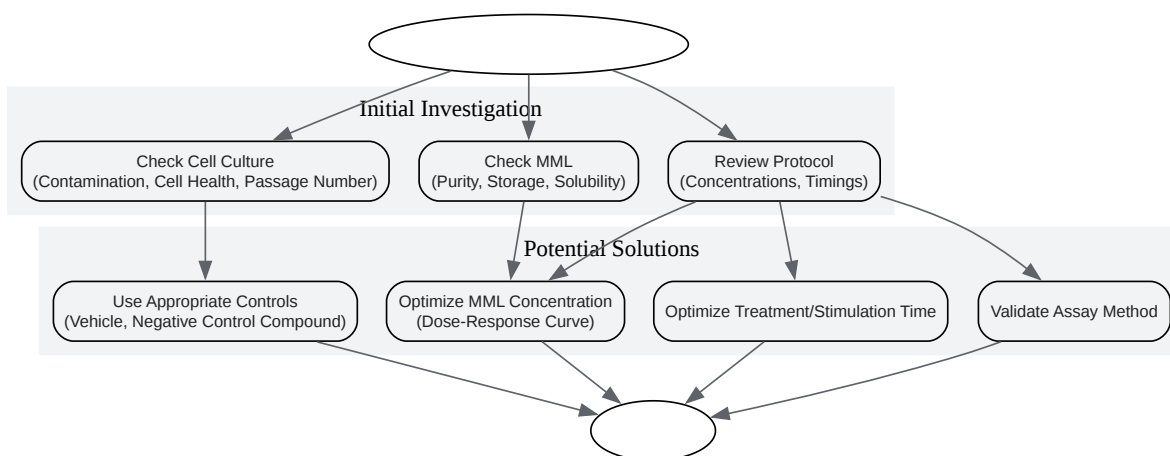 Initial Investigation
Check Cell Culture
(Contamination, Cell Health, Passage Number)
Check MML
(Purity, Storage, Solubility)
Review Protocol
(Concentrations, Timings)
Potential Solutions
Use Appropriate Controls
(Vehicle, Negative Control Compound)
Optimize MML Concentration
(Dose-Response Curve)
Optimize Treatment/Stimulation Time
Validate Assay Method